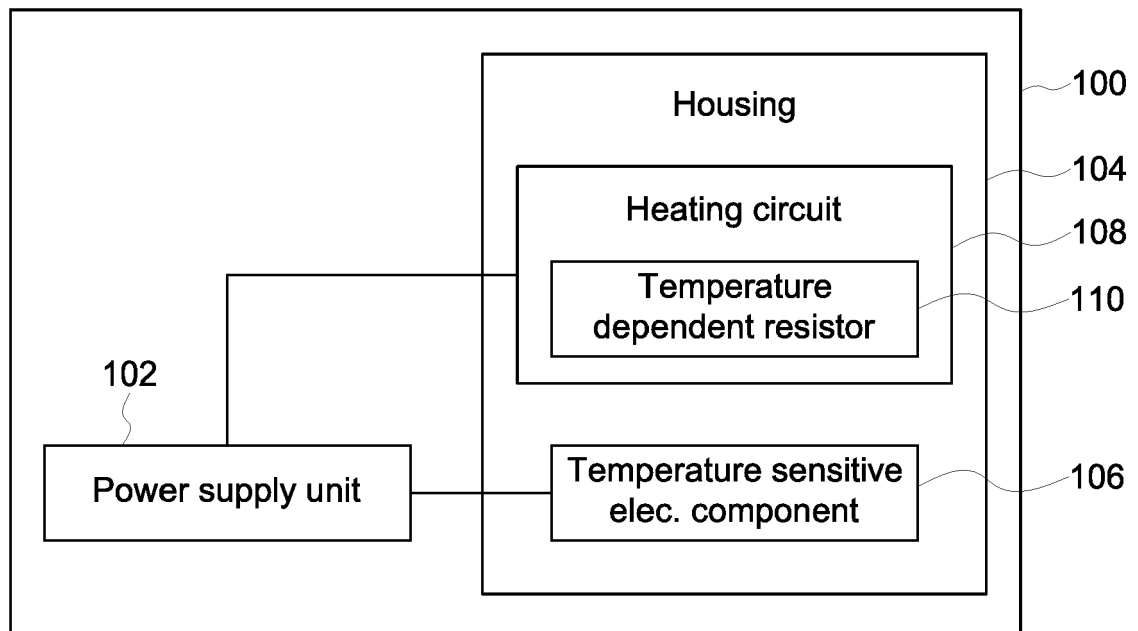 Housing
100
104
Heating circuit
108
Temperature
dependent resistor
110
102
Power supply unit
Temperature sensitive
elec. component
106